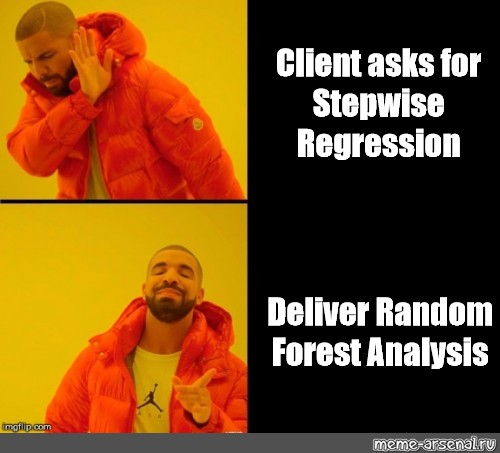 Client asks for
Stepwise
Regression
Deliver Random
Forest Analysis
imgflip.com
meme-arsenal.ru